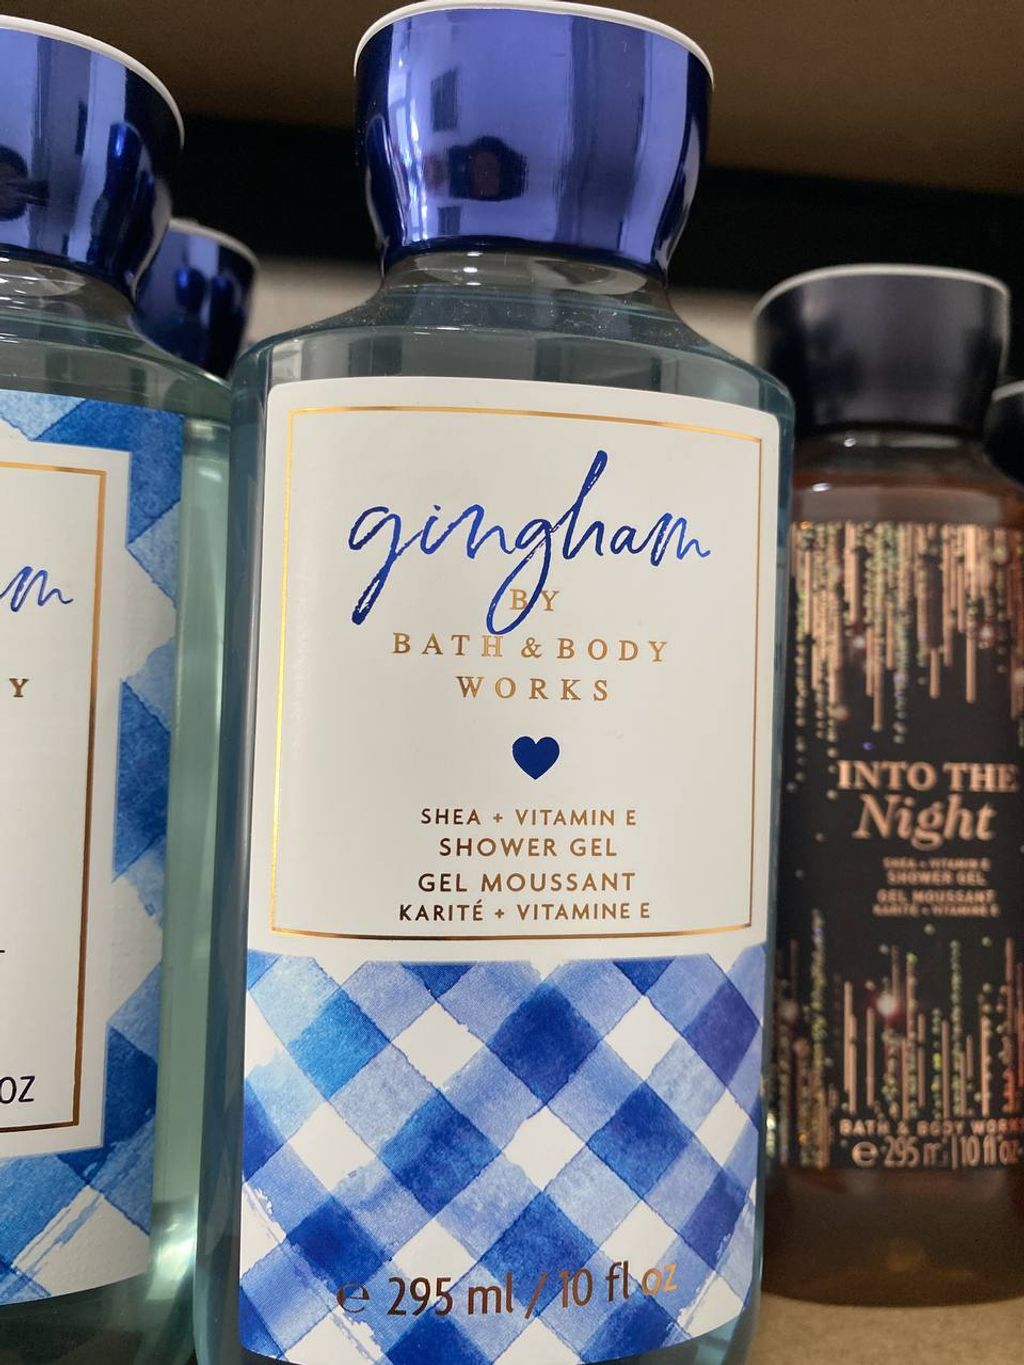 m
Y
OZ
gingham
BY
BATH & BODY
WORKS
SHEA + VITAMIN E
SHOWER GEL
GEL MOUSSANT
KARITÉ + VITAMINE E
℮ 295 ml / 10 fl oz
INTO THE
Night
SHEA + VITAMIN E
SHOWER GEL
GEL MOUSSANT
KARITÉ + VITAMINE E
BATH & BODY WORKS
℮ 295 ml | 10 fl oz